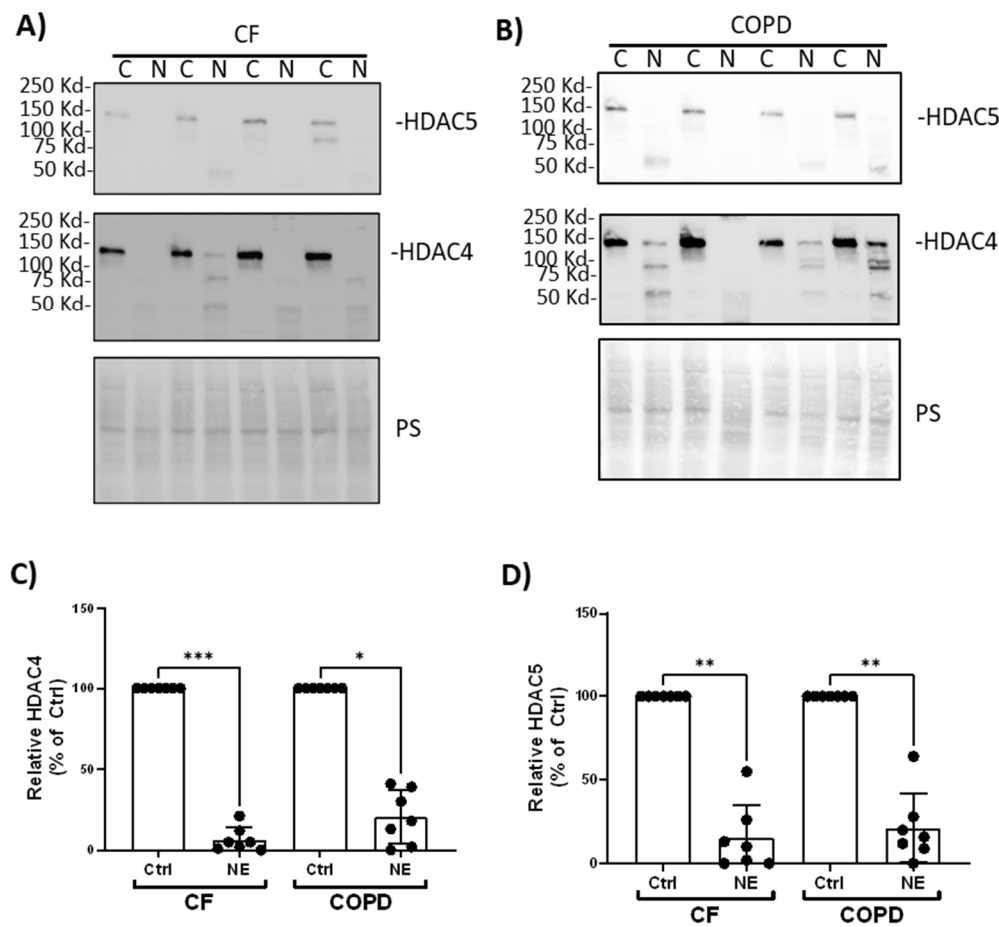 A)
CF
C N C N C N C N
250 Kd-
150 Kd-
100 Kd-
75 Kd-
50 Kd-
-HDAC5
250 Kd-
150 Kd-
100 Kd-
75 Kd-
50 Kd-
-HDAC4
PS
B)
COPD
C N C N C N C N
250 Kd-
150 Kd-
100 Kd-
75 Kd-
50 Kd-
-HDAC5
250 Kd-
150 Kd-
100 Kd-
75 Kd-
50 Kd-
-HDAC4
PS
C)
Relative HDAC4
(% of Ctrl)
150
100
50
0
*** *
Ctrl NE Ctrl NE
CF COPD
D)
Relative HDAC5
(% of Ctrl)
150
100
50
0
** **
Ctrl NE Ctrl NE
CF COPD